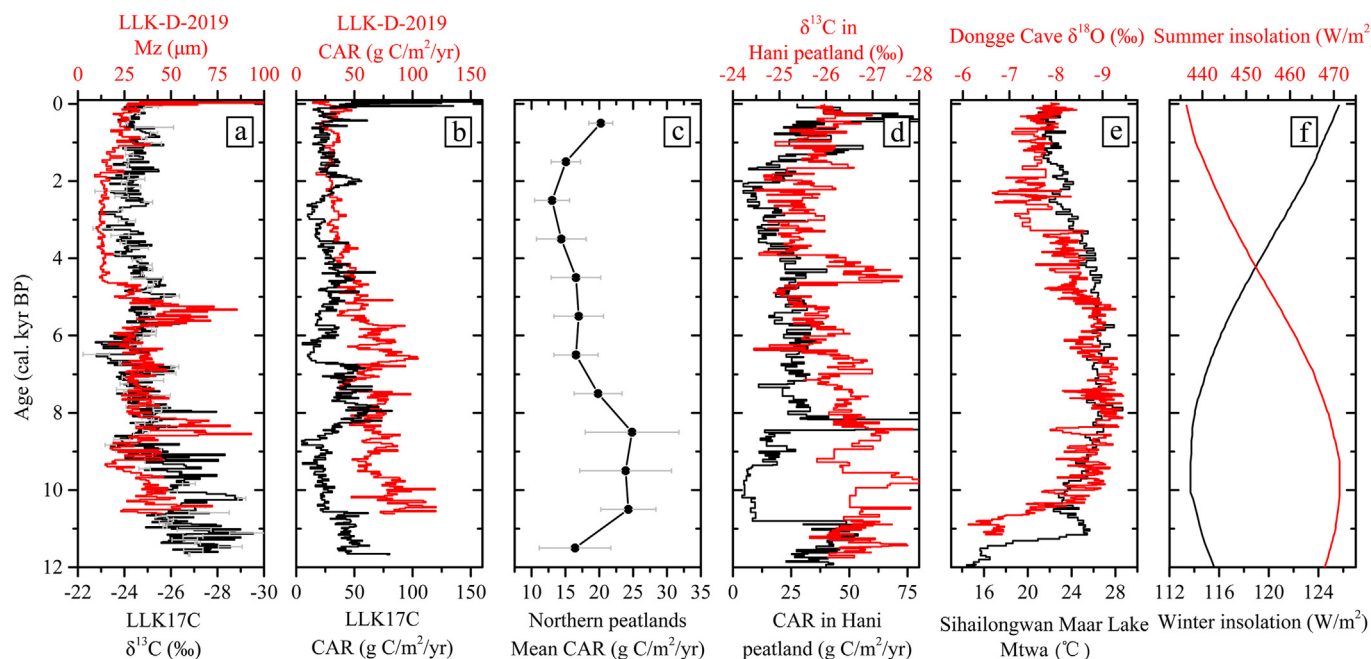 LLK-D-2019
Mz (μm)
0 25 50 75 100
LLK-D-2019
CAR (g C/m²/yr)
0 50 100 150
δ¹³C in
Hani peatland (‰)
-24 -25 -26 -27 -28
Dongge Cave δ¹⁸O (‰)
-6 -7 -8 -9
Summer insolation (W/m²
440 450 460 470
a b c d e f
Age (cal. kyr BP)
0
2
4
6
8
10
12
-22 -24 -26 -28 -30
LLK17C
δ¹³C (‰)
0 50 100 150
LLK17C
CAR (g C/m²/yr)
5 10 15 20 25 30 35
Northern peatlands
Mean CAR (g C/m²/yr)
0 25 50 75
CAR in Hani
peatland (g C/m²/yr)
16 20 24 28
Sihailongwan Maar Lake
Mtwa (℃)
112 116 120 124
Winter insolation (W/m²)